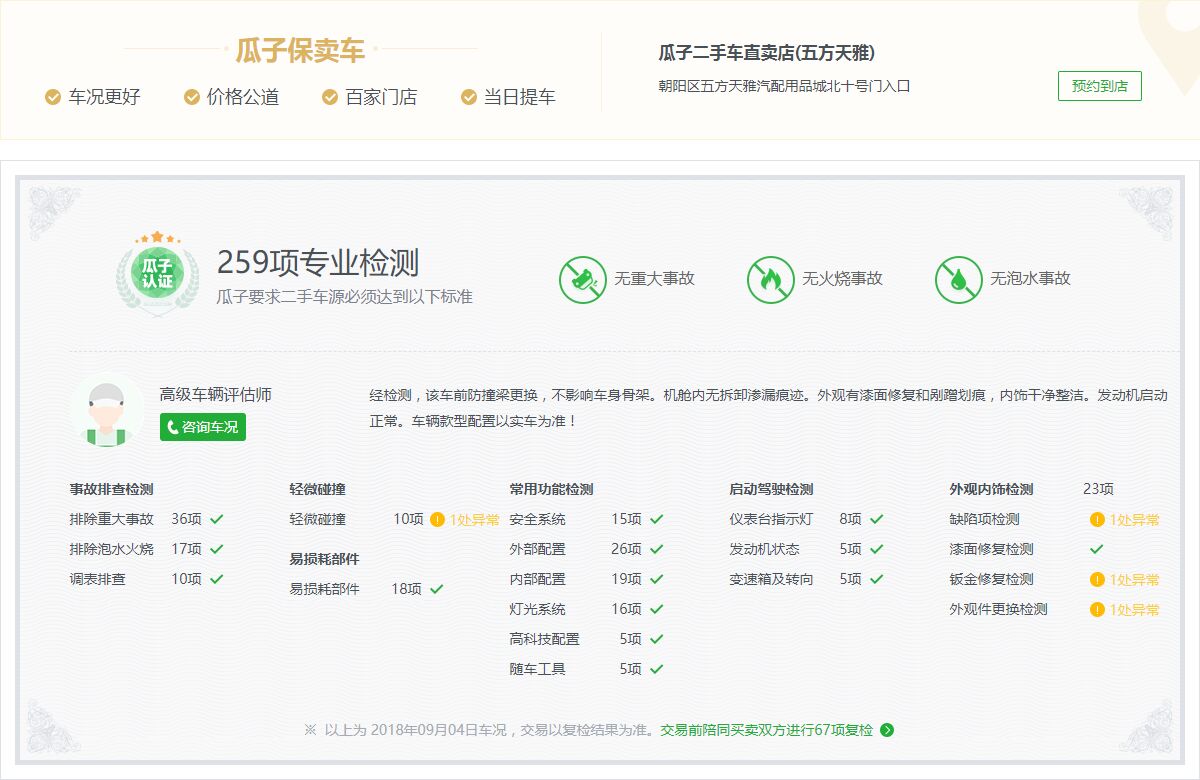 瓜子保卖车
车况更好 价格公道 百家门店 当日提车
瓜子二手车直卖店(五方天雅)
朝阳区五方天雅汽配用品城北十号门入口
预约到店
瓜子
认证
259项专业检测
瓜子要求二手车源必须达到以下标准
无重大事故 无火烧事故 无泡水事故
高级车辆评估师
咨询车况
经检测，该车前防撞梁更换，不影响车身骨架。机舱内无拆卸渗漏痕迹。外观有漆面修复和剐蹭划痕，内饰干净整洁。发动机启动
正常。车辆款型配置以实车为准！
事故排查检测
排除重大事故 36项
排除泡水火烧 17项
调表排查 10项
轻微碰撞
轻微碰撞 10项 1处异常
易损耗部件
易损耗部件 18项
常用功能检测
安全系统 15项
外部配置 26项
内部配置 19项
灯光系统 16项
高科技配置 5项
随车工具 5项
启动驾驶检测
仪表台指示灯 8项
发动机状态 5项
变速箱及转向 5项
外观内饰检测 23项
缺陷项检测 1处异常
漆面修复检测
钣金修复检测 1处异常
外观件更换检测 1处异常
※ 以上为 2018年09月04日车况，交易以复检结果为准。交易前陪同买卖双方进行67项复检